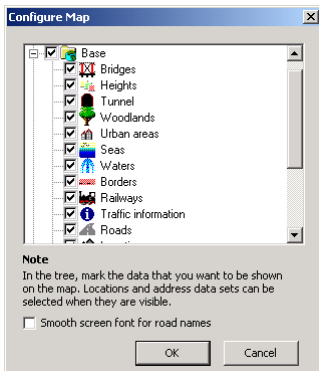 Configure Map
Base
Bridges
Heights
Tunnel
Woodlands
Urban areas
Seas
Waters
Borders
Railways
Traffic information
Roads
Note
In the tree, mark the data that you want to be shown
on the map. Locations and address data sets can be
selected when they are visible.
Smooth screen font for road names
OK
Cancel